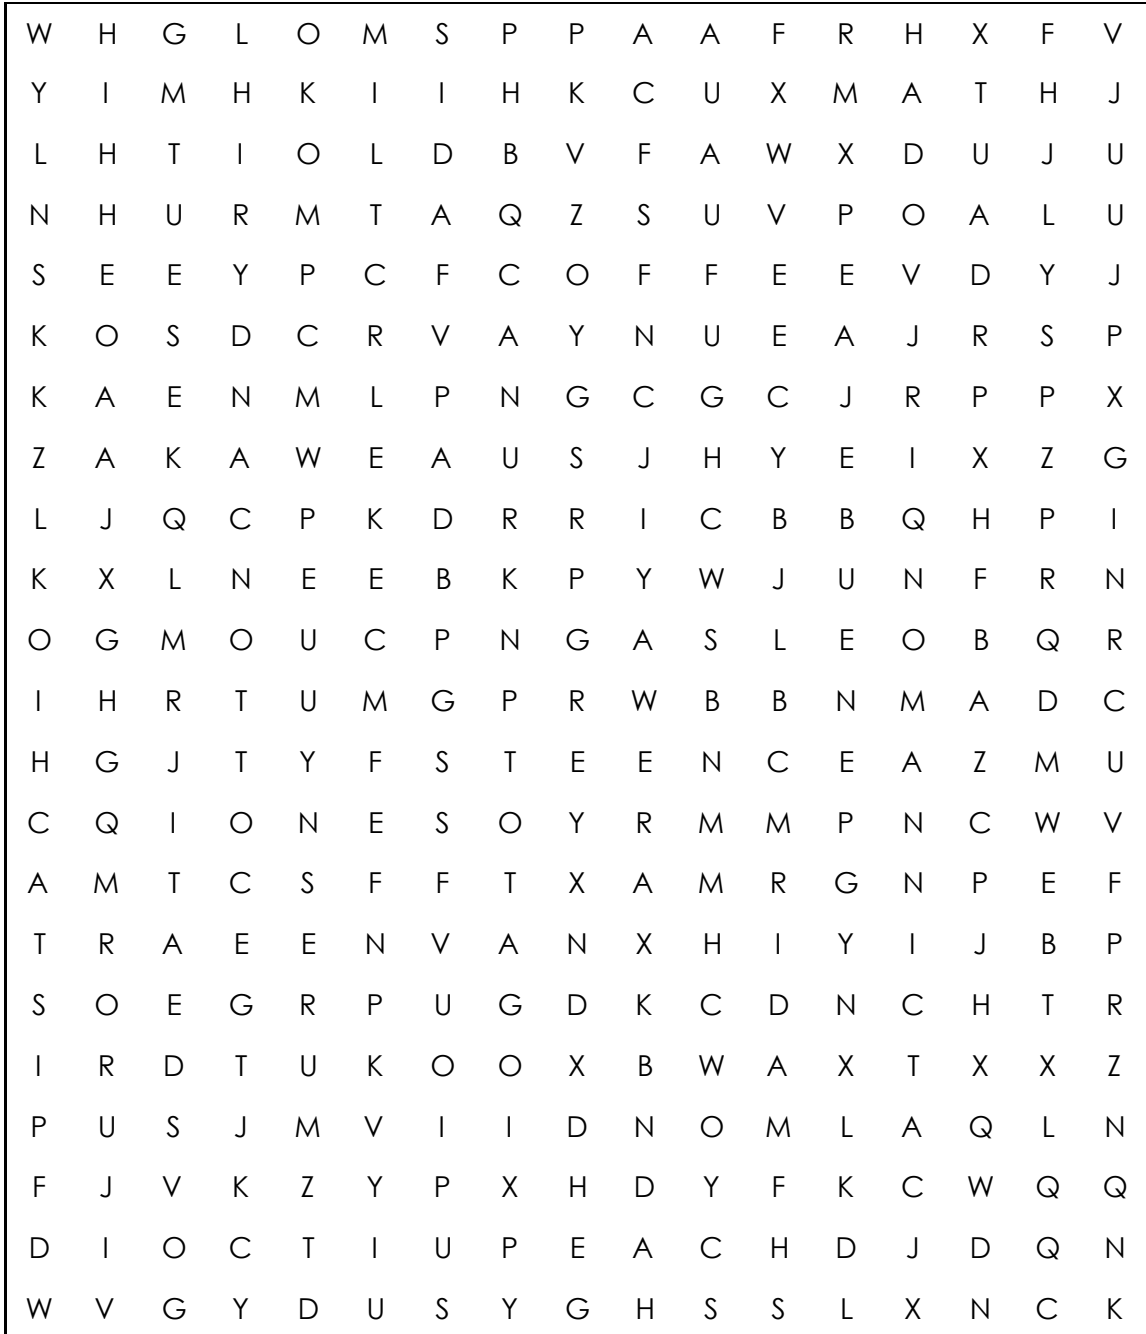 W H G L O M S P P A A F R H X F V
Y I M H K I I H K C U X M A T H J
L H T I O L D B V F A W X D U J U
N H U R M T A Q Z S U V P O A L U
S E E Y P C F C O F F E E V D Y J
K O S D C R V A Y N U E A J R S P
K A E N M L P N G C G C J R P P X
Z A K A W E A U S J H Y E I X Z G
L J Q C P K D R R I C B B Q H P I
K X L N E E B K P Y W J U N F R N
O G M O U C P N G A S L E O B Q R
I H R T U M G P R W B B N M A D C
H G J T Y F S T E E N C E A Z M U
C Q I O N E S O Y R M M P N C W V
A M T C S F F T X A M R G N P E F
T R A E E N V A N X H I Y I J B P
S O E G R P U G D K C D N C H T R
I R D T U K O O X B W A X T X X Z
P U S J M V I I D N O M L A Q L N
F J V K Z Y P X H D Y F K C W Q Q
D I O C T I U P E A C H D J D Q N
W V G Y D U S Y G H S S L X N C K